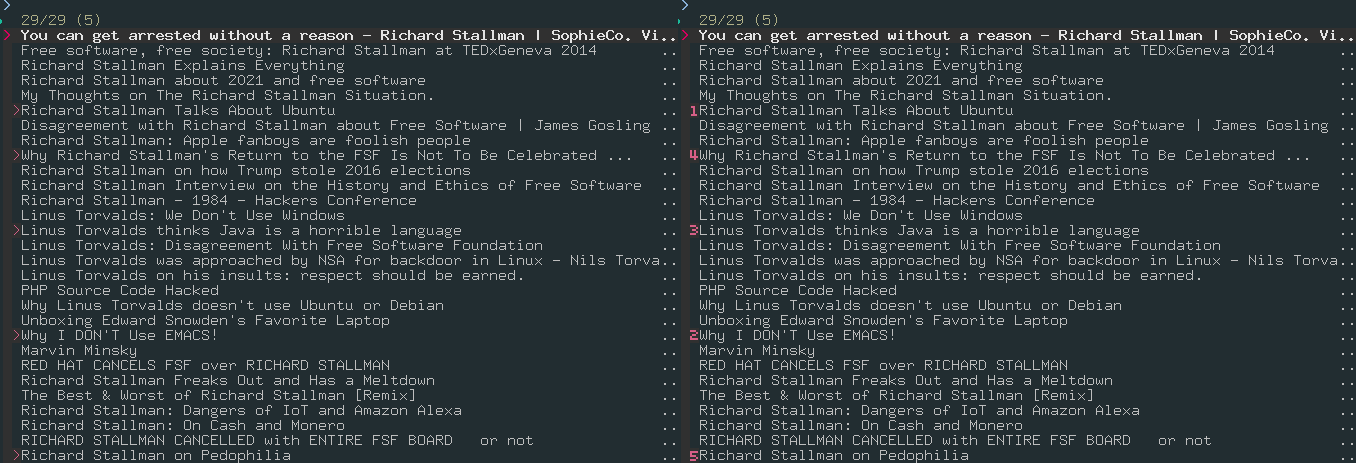 >
29/29 (5)
> You can get arrested without a reason - Richard Stallman | SophieCo. Vi..
Free software, free society: Richard Stallman at TEDxGeneva 2014 ..
Richard Stallman Explains Everything ..
Richard Stallman about 2021 and free software ..
My Thoughts on The Richard Stallman Situation. ..
>Richard Stallman Talks About Ubuntu ..
Disagreement with Richard Stallman about Free Software | James Gosling ..
Richard Stallman: Apple fanboys are foolish people ..
>Why Richard Stallman's Return to the FSF Is Not To Be Celebrated ... ..
Richard Stallman on how Trump stole 2016 elections ..
Richard Stallman Interview on the History and Ethics of Free Software ..
Richard Stallman - 1984 - Hackers Conference ..
Linus Torvalds: We Don't Use Windows ..
>Linus Torvalds thinks Java is a horrible language ..
Linus Torvalds: Disagreement With Free Software Foundation ..
Linus Torvalds was approached by NSA for backdoor in Linux - Nils Torva..
Linus Torvalds on his insults: respect should be earned. ..
PHP Source Code Hacked ..
Why Linus Torvalds doesn't use Ubuntu or Debian ..
Unboxing Edward Snowden's Favorite Laptop ..
>Why I DON'T Use EMACS! ..
Marvin Minsky ..
RED HAT CANCELS FSF over RICHARD STALLMAN ..
Richard Stallman Freaks Out and Has a Meltdown ..
The Best & Worst of Richard Stallman [Remix] ..
Richard Stallman: Dangers of IoT and Amazon Alexa ..
Richard Stallman: On Cash and Monero ..
RICHARD STALLMAN CANCELLED with ENTIRE FSF BOARD or not ..
>Richard Stallman on Pedophilia ..
>
29/29 (5)
> You can get arrested without a reason - Richard Stallman | SophieCo. Vi..
Free software, free society: Richard Stallman at TEDxGeneva 2014 ..
Richard Stallman Explains Everything ..
Richard Stallman about 2021 and free software ..
My Thoughts on The Richard Stallman Situation. ..
1Richard Stallman Talks About Ubuntu ..
Disagreement with Richard Stallman about Free Software | James Gosling ..
Richard Stallman: Apple fanboys are foolish people ..
4Why Richard Stallman's Return to the FSF Is Not To Be Celebrated ... ..
Richard Stallman on how Trump stole 2016 elections ..
Richard Stallman Interview on the History and Ethics of Free Software ..
Richard Stallman - 1984 - Hackers Conference ..
Linus Torvalds: We Don't Use Windows ..
3Linus Torvalds thinks Java is a horrible language ..
Linus Torvalds: Disagreement With Free Software Foundation ..
Linus Torvalds was approached by NSA for backdoor in Linux - Nils Torva..
Linus Torvalds on his insults: respect should be earned. ..
PHP Source Code Hacked ..
Why Linus Torvalds doesn't use Ubuntu or Debian ..
Unboxing Edward Snowden's Favorite Laptop ..
2Why I DON'T Use EMACS! ..
Marvin Minsky ..
RED HAT CANCELS FSF over RICHARD STALLMAN ..
Richard Stallman Freaks Out and Has a Meltdown ..
The Best & Worst of Richard Stallman [Remix] ..
Richard Stallman: Dangers of IoT and Amazon Alexa ..
Richard Stallman: On Cash and Monero ..
RICHARD STALLMAN CANCELLED with ENTIRE FSF BOARD or not ..
5Richard Stallman on Pedophilia ..